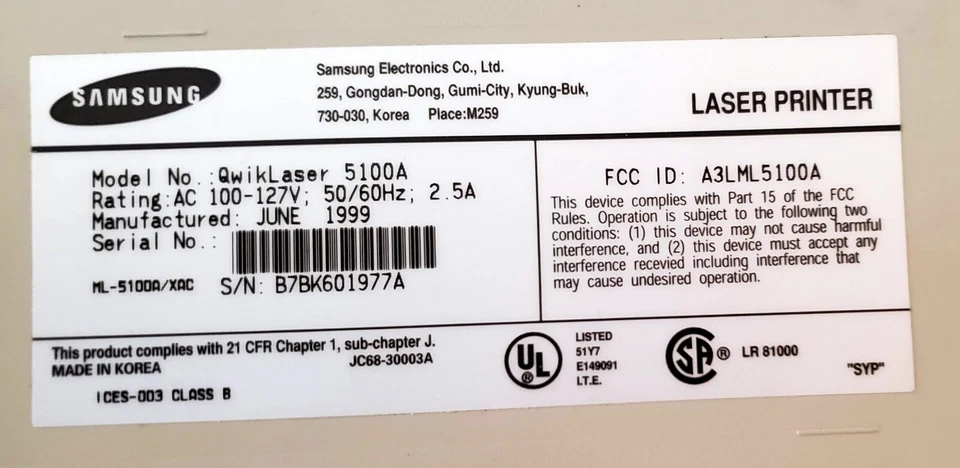 SAMSUNG
Samsung Electronics Co., Ltd.
259, Gongdan-Dong, Gumi-City, Kyung-Buk,
730-030, Korea Place:M259
LASER PRINTER
Model No.:QwikLaser 5100A
Rating:AC 100-127V; 50/60Hz; 2.5A
Manufactured: JUNE 1999
Serial No.:
ML-5100A/XAC S/N: B7BK601977A
FCC ID: A3LML5100A
This device complies with Part 15 of the FCC
Rules. Operation is subject to the following two
conditions: (1) this device may not cause harmful
interference, and (2) this device must accept any
interference recevied including interference that
may cause undesired operation.
This product complies with 21 CFR Chapter 1, sub-chapter J.
MADE IN KOREA JC68-30003A
ICES-003 CLASS B
UL ®
LISTED
51Y7
E149091
I.T.E.
SA ® LR 81000
"SYP"